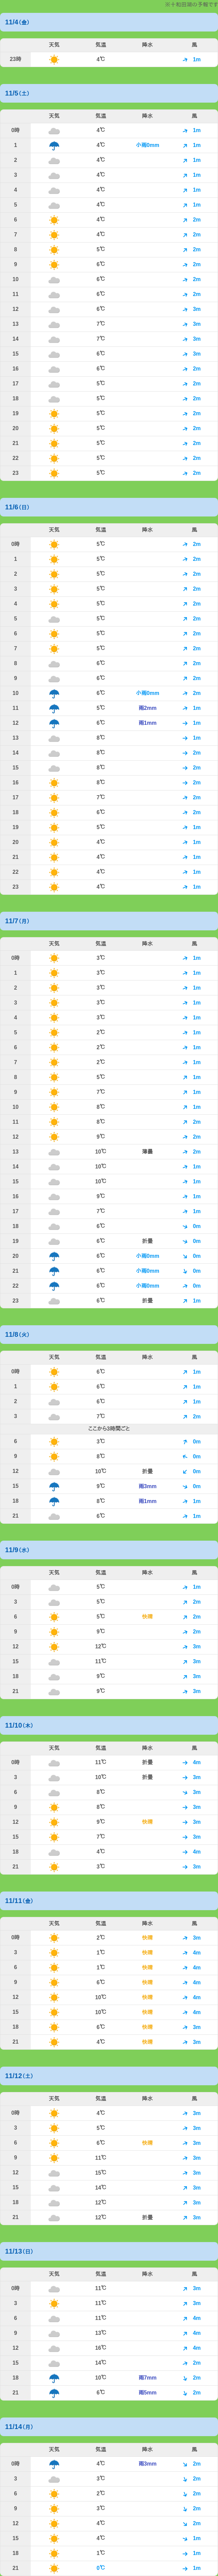 ※６動国蹟の予報です
11/4(金)
天気 気温 降水 風
23時 4℃ 1m
11/5(土)
天気 気温 降水 風
0時 4℃ 1m
1 4℃ 小雨0mm 1m
2 4℃ 1m
3 4℃ 1m
4 4℃ 1m
5 4℃ 1m
6 4℃ 2m
7 4℃ 2m
8 5℃ 2m
9 6℃ 2m
10 6℃ 2m
11 6℃ 2m
12 6℃ 3m
13 7℃ 3m
14 7℃ 3m
15 6℃ 3m
16 6℃ 2m
17 5℃ 2m
18 5℃ 2m
19 5℃ 2m
20 5℃ 2m
21 5℃ 2m
22 5℃ 2m
23 5℃ 2m
11/6(日)
天気 気温 降水 風
0時 5℃ 2m
1 5℃ 2m
2 5℃ 2m
3 5℃ 2m
4 5℃ 2m
5 5℃ 2m
6 5℃ 2m
7 5℃ 2m
8 6℃ 2m
9 6℃ 2m
10 6℃ 小雨0mm 2m
11 5℃ 雨2mm 1m
12 6℃ 雨1mm 1m
13 8℃ 1m
14 8℃ 2m
15 8℃ 2m
16 8℃ 2m
17 7℃ 2m
18 6℃ 2m
19 5℃ 1m
20 4℃ 1m
21 4℃ 1m
22 4℃ 1m
23 4℃ 1m
11/7(月)
天気 気温 降水 風
0時 3℃ 1m
1 3℃ 1m
2 3℃ 1m
3 3℃ 1m
4 3℃ 1m
5 2℃ 1m
6 2℃ 1m
7 2℃ 1m
8 5℃ 1m
9 7℃ 1m
10 8℃ 1m
11 8℃ 2m
12 9℃ 2m
13 10℃ 薄曇 2m
14 10℃ 1m
15 10℃ 1m
16 9℃ 1m
17 7℃ 1m
18 6℃ 0m
19 6℃ 折曇 0m
20 6℃ 小雨0mm 0m
21 6℃ 小雨0mm 0m
22 6℃ 小雨0mm 0m
23 6℃ 折曇 1m
11/8(火)
天気 気温 降水 風
0時 6℃ 1m
1 6℃ 1m
2 6℃ 1m
3 7℃ 2m
ここから3時間ごと
6 3℃ 0m
9 8℃ 0m
12 10℃ 折曇 0m
15 9℃ 雨3mm 0m
18 8℃ 雨1mm 1m
21 6℃ 1m
11/9(水)
天気 気温 降水 風
0時 5℃ 1m
3 5℃ 2m
6 5℃ 快晴 2m
9 9℃ 2m
12 12℃ 3m
15 11℃ 3m
18 9℃ 3m
21 9℃ 3m
11/10(木)
天気 気温 降水 風
0時 11℃ 折曇 4m
3 10℃ 折曇 3m
6 8℃ 3m
9 8℃ 3m
12 9℃ 快晴 3m
15 7℃ 3m
18 4℃ 4m
21 3℃ 3m
11/11(金)
天気 気温 降水 風
0時 2℃ 快晴 3m
3 1℃ 快晴 4m
6 1℃ 快晴 4m
9 6℃ 快晴 4m
12 10℃ 快晴 4m
15 10℃ 快晴 4m
18 6℃ 快晴 3m
21 4℃ 快晴 3m
11/12(土)
天気 気温 降水 風
0時 4℃ 3m
3 5℃ 3m
6 6℃ 快晴 3m
9 11℃ 3m
12 15℃ 3m
15 14℃ 3m
18 12℃ 3m
21 12℃ 折曇 3m
11/13(日)
天気 気温 降水 風
0時 11℃ 3m
3 11℃ 3m
6 11℃ 4m
9 13℃ 4m
12 16℃ 4m
15 14℃ 2m
18 10℃ 雨7mm 2m
21 6℃ 雨5mm 2m
11/14(月)
天気 気温 降水 風
0時 4℃ 雨3mm 2m
3 3℃ 2m
6 2℃ 2m
9 3℃ 2m
12 4℃ 2m
15 4℃ 1m
18 1℃ 1m
21 0℃ 1m